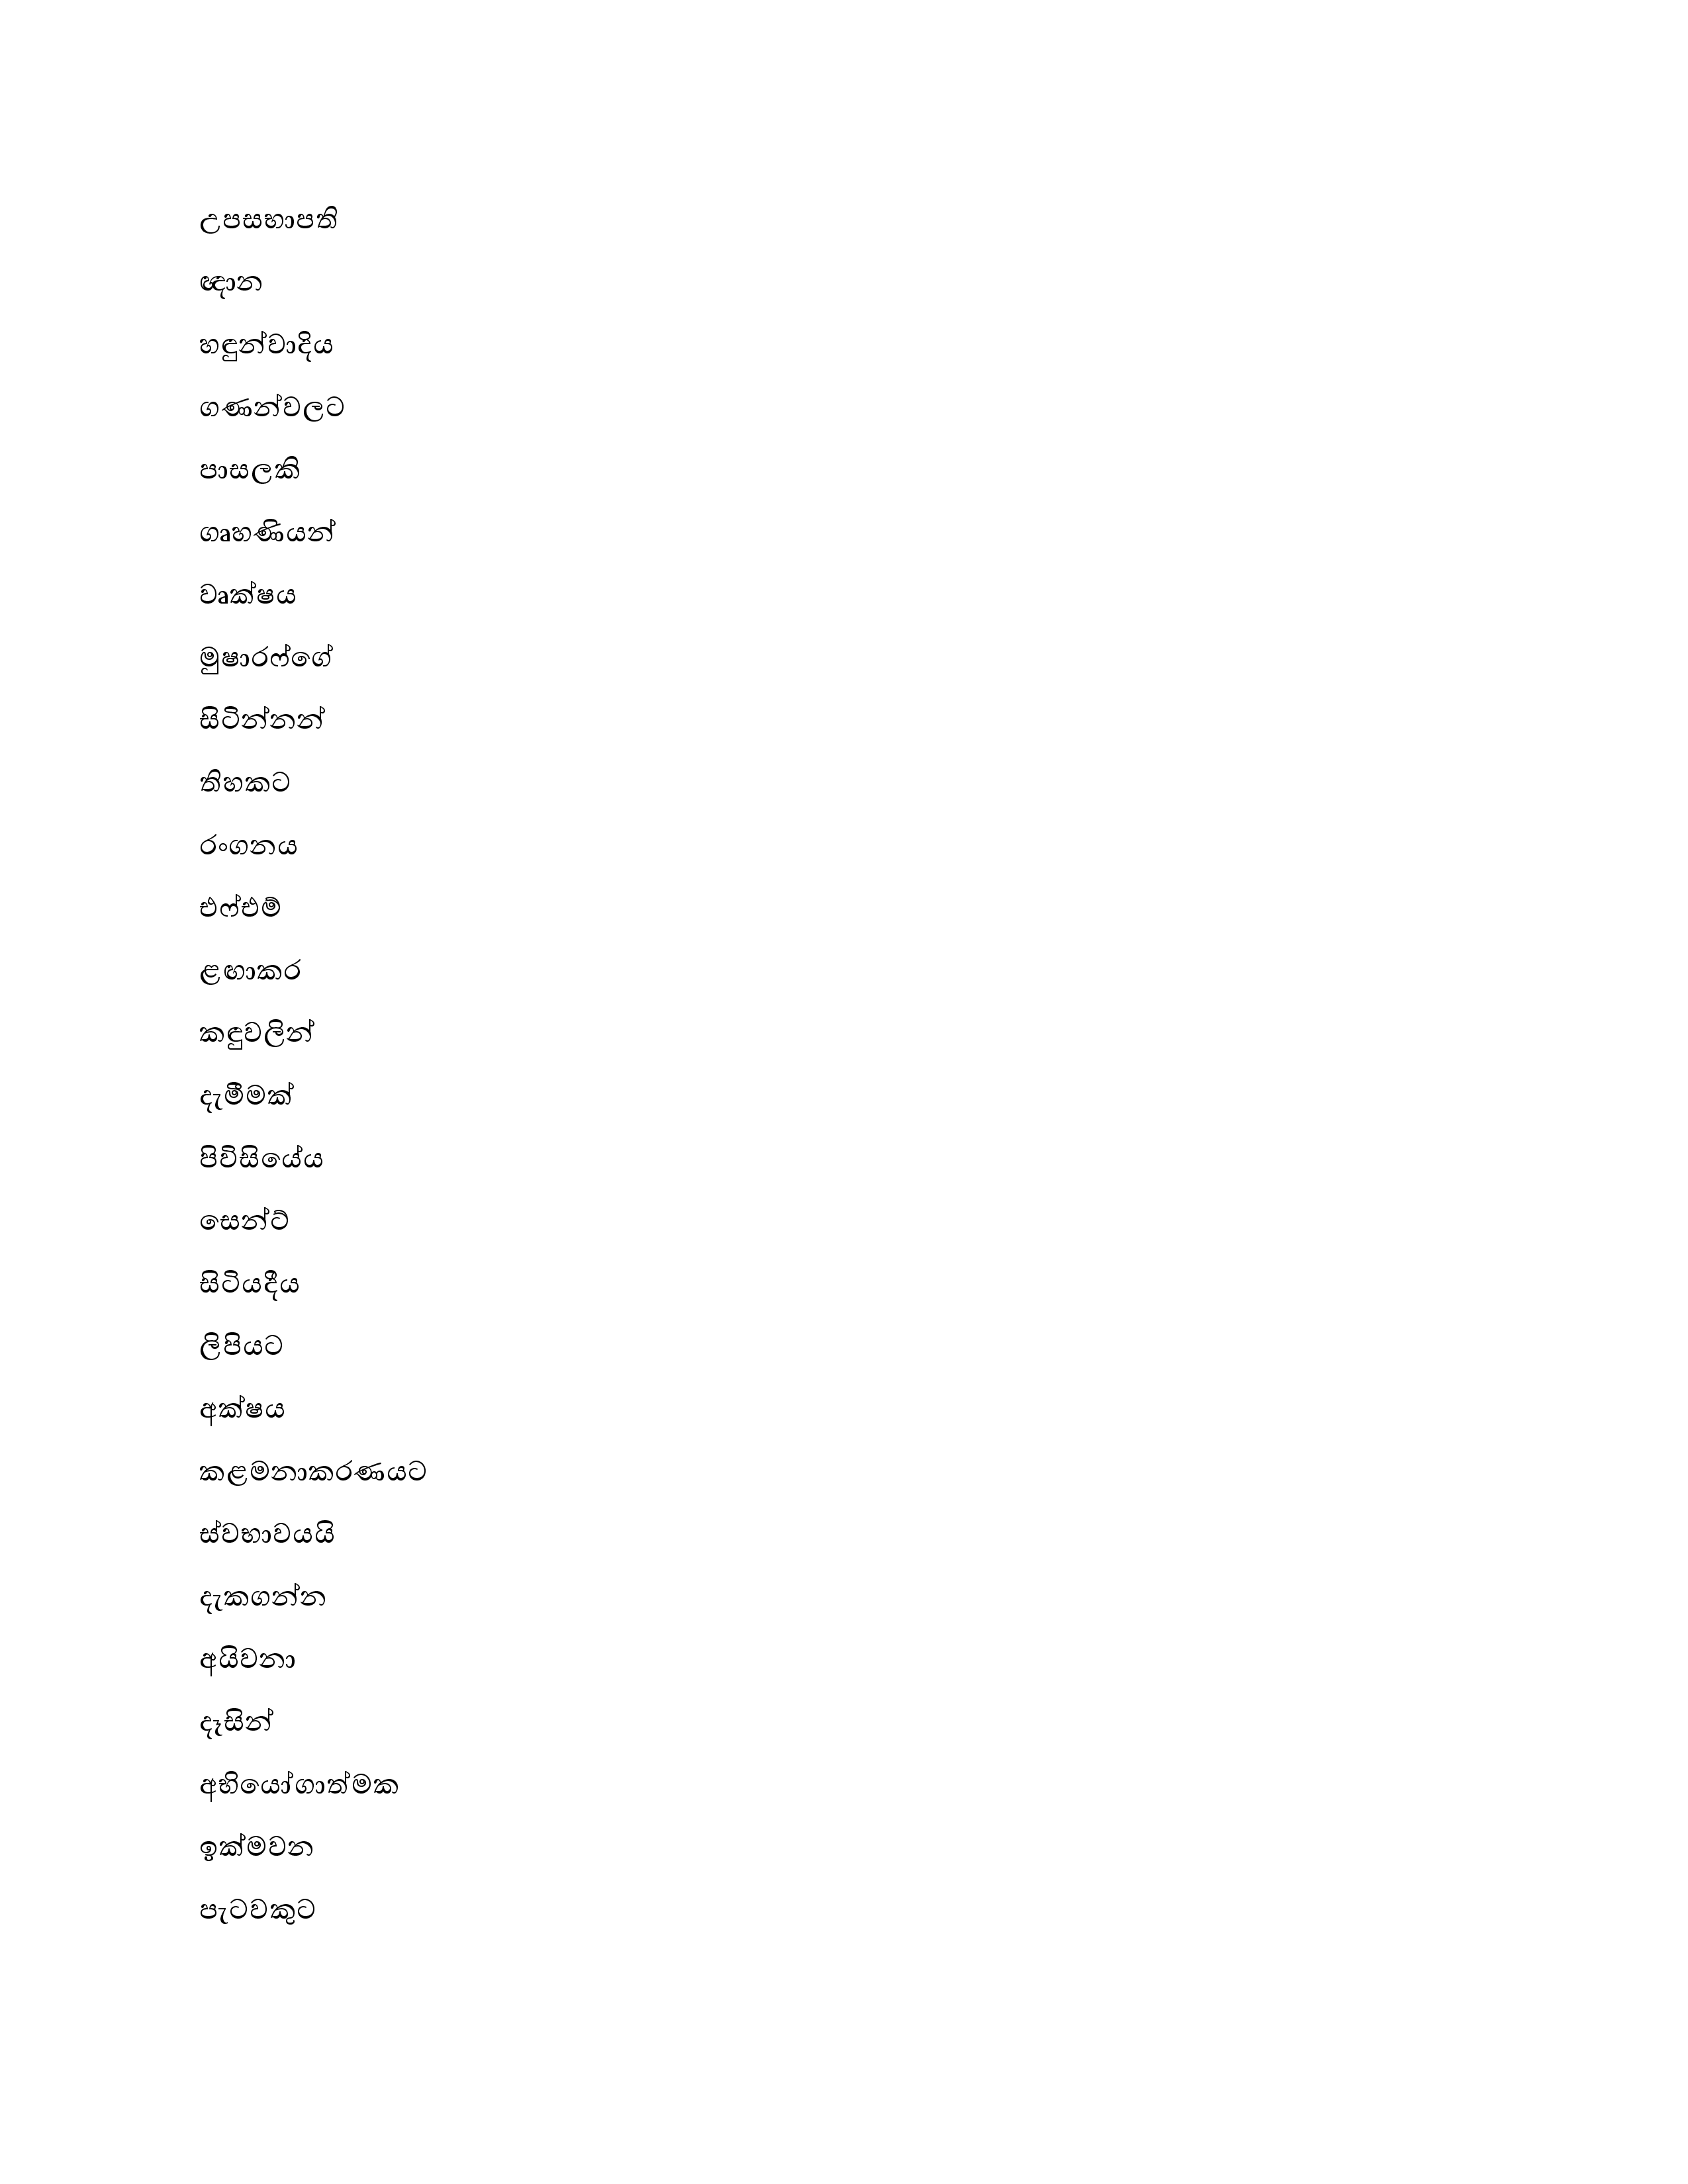 උපසභාපති
ඥාන
හඳුන්වාදිය
ගණන්වලට
පාසලකි
ගෘහණියන්
වෘක්ෂය
මුෂාරෆ්ගේ
සිටින්නන්
තිහකට
රංගනය
එෆ්එම්
ළඟාකර
කඳුවලින්
දැමීමක්
පිවිසියේය
සෙන්ට්
සිටියදීය
ලිපියට
අක්ෂය
කළමනාකරණයට
ස්වභාවයයි
දැකගන්න
අයිවනා
දෑසින්
අභියෝගාත්මක
ඉක්මවන
පැටවකුට